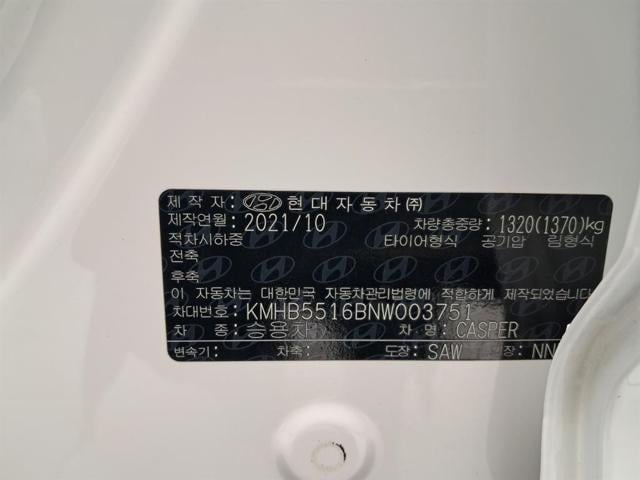 제 작 자 : 현대자동차㈜
제작연월: 2021/10 차량총중량: 1320(1370)kg
적차시하중 타이어형식 공기압 림형식
전축
후축
이 자동차는 대한민국 자동차관리법령에 적합하게 제작되었습
차대번호: KMHB5516BNW003751
차 종 : 승용차 차 명: CASPER
변속기: 차축: 도장: SAW 내장: NN